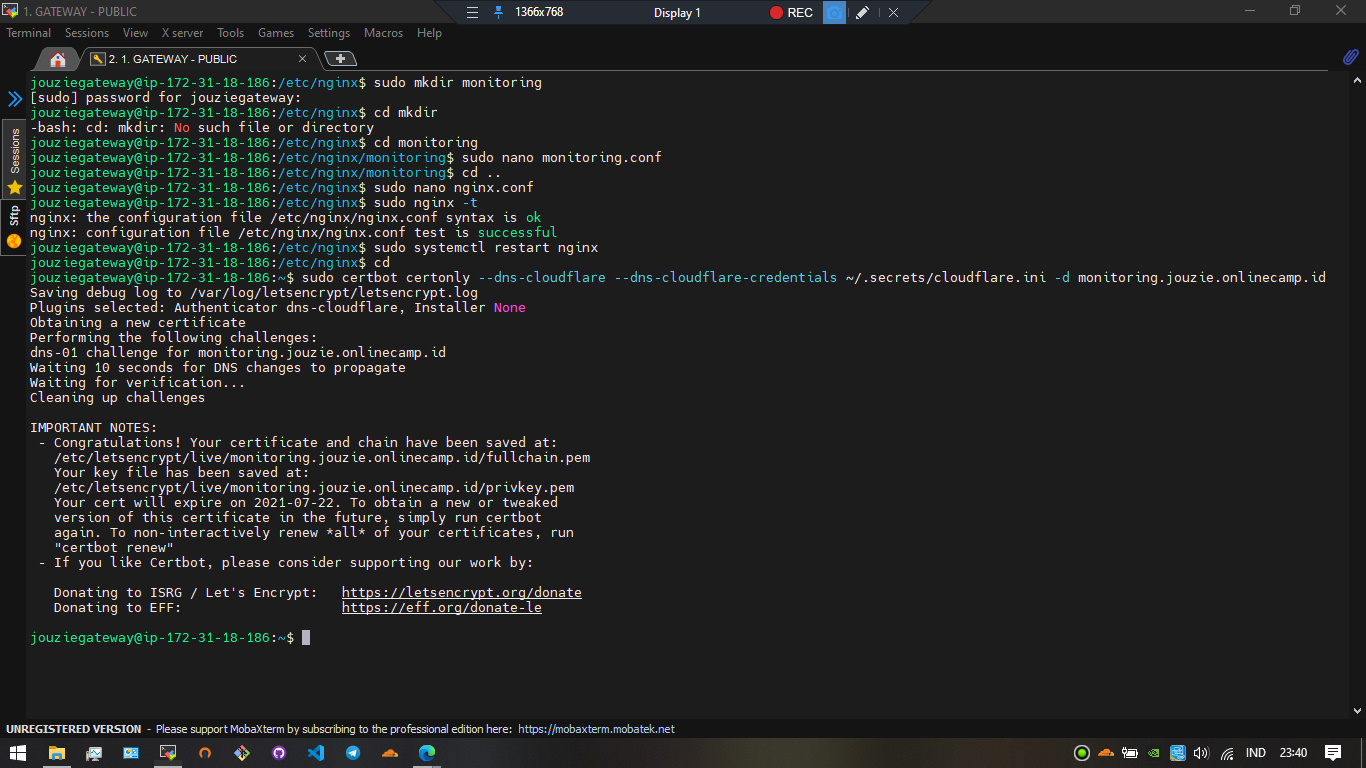 1. GATEWAY - PUBLIC
1366x768
Display 1
REC
Terminal Sessions View X server Tools Games Settings Macros Help
2. 1. GATEWAY - PUBLIC
Sessions
Sftp
jouziegateway@ip-172-31-18-186:/etc/nginx$ sudo mkdir monitoring
[sudo] password for jouziegateway:
jouziegateway@ip-172-31-18-186:/etc/nginx$ cd mkdir
-bash: cd: mkdir: No such file or directory
jouziegateway@ip-172-31-18-186:/etc/nginx$ cd monitoring
jouziegateway@ip-172-31-18-186:/etc/nginx/monitoring$ sudo nano monitoring.conf
jouziegateway@ip-172-31-18-186:/etc/nginx/monitoring$ cd ..
jouziegateway@ip-172-31-18-186:/etc/nginx$ sudo nano nginx.conf
jouziegateway@ip-172-31-18-186:/etc/nginx$ sudo nginx -t
nginx: the configuration file /etc/nginx/nginx.conf syntax is ok
nginx: configuration file /etc/nginx/nginx.conf test is successful
jouziegateway@ip-172-31-18-186:/etc/nginx$ sudo systemctl restart nginx
jouziegateway@ip-172-31-18-186:/etc/nginx$ cd
jouziegateway@ip-172-31-18-186:~$ sudo certbot certonly --dns-cloudflare --dns-cloudflare-credentials ~/.secrets/cloudflare.ini -d monitoring.jouzie.onlinecamp.id
Saving debug log to /var/log/letsencrypt/letsencrypt.log
Plugins selected: Authenticator dns-cloudflare, Installer None
Obtaining a new certificate
Performing the following challenges:
dns-01 challenge for monitoring.jouzie.onlinecamp.id
Waiting 10 seconds for DNS changes to propagate
Waiting for verification...
Cleaning up challenges
IMPORTANT NOTES:
- Congratulations! Your certificate and chain have been saved at:
/etc/letsencrypt/live/monitoring.jouzie.onlinecamp.id/fullchain.pem
Your key file has been saved at:
/etc/letsencrypt/live/monitoring.jouzie.onlinecamp.id/privkey.pem
Your cert will expire on 2021-07-22. To obtain a new or tweaked
version of this certificate in the future, simply run certbot
again. To non-interactively renew *all* of your certificates, run
"certbot renew"
- If you like Certbot, please consider supporting our work by:
Donating to ISRG / Let's Encrypt: https://letsencrypt.org/donate
Donating to EFF: https://eff.org/donate-le
jouziegateway@ip-172-31-18-186:~$
UNREGISTERED VERSION - Please support MobaXterm by subscribing to the professional edition here: https://mobaxterm.mobatek.net
IND 23:40